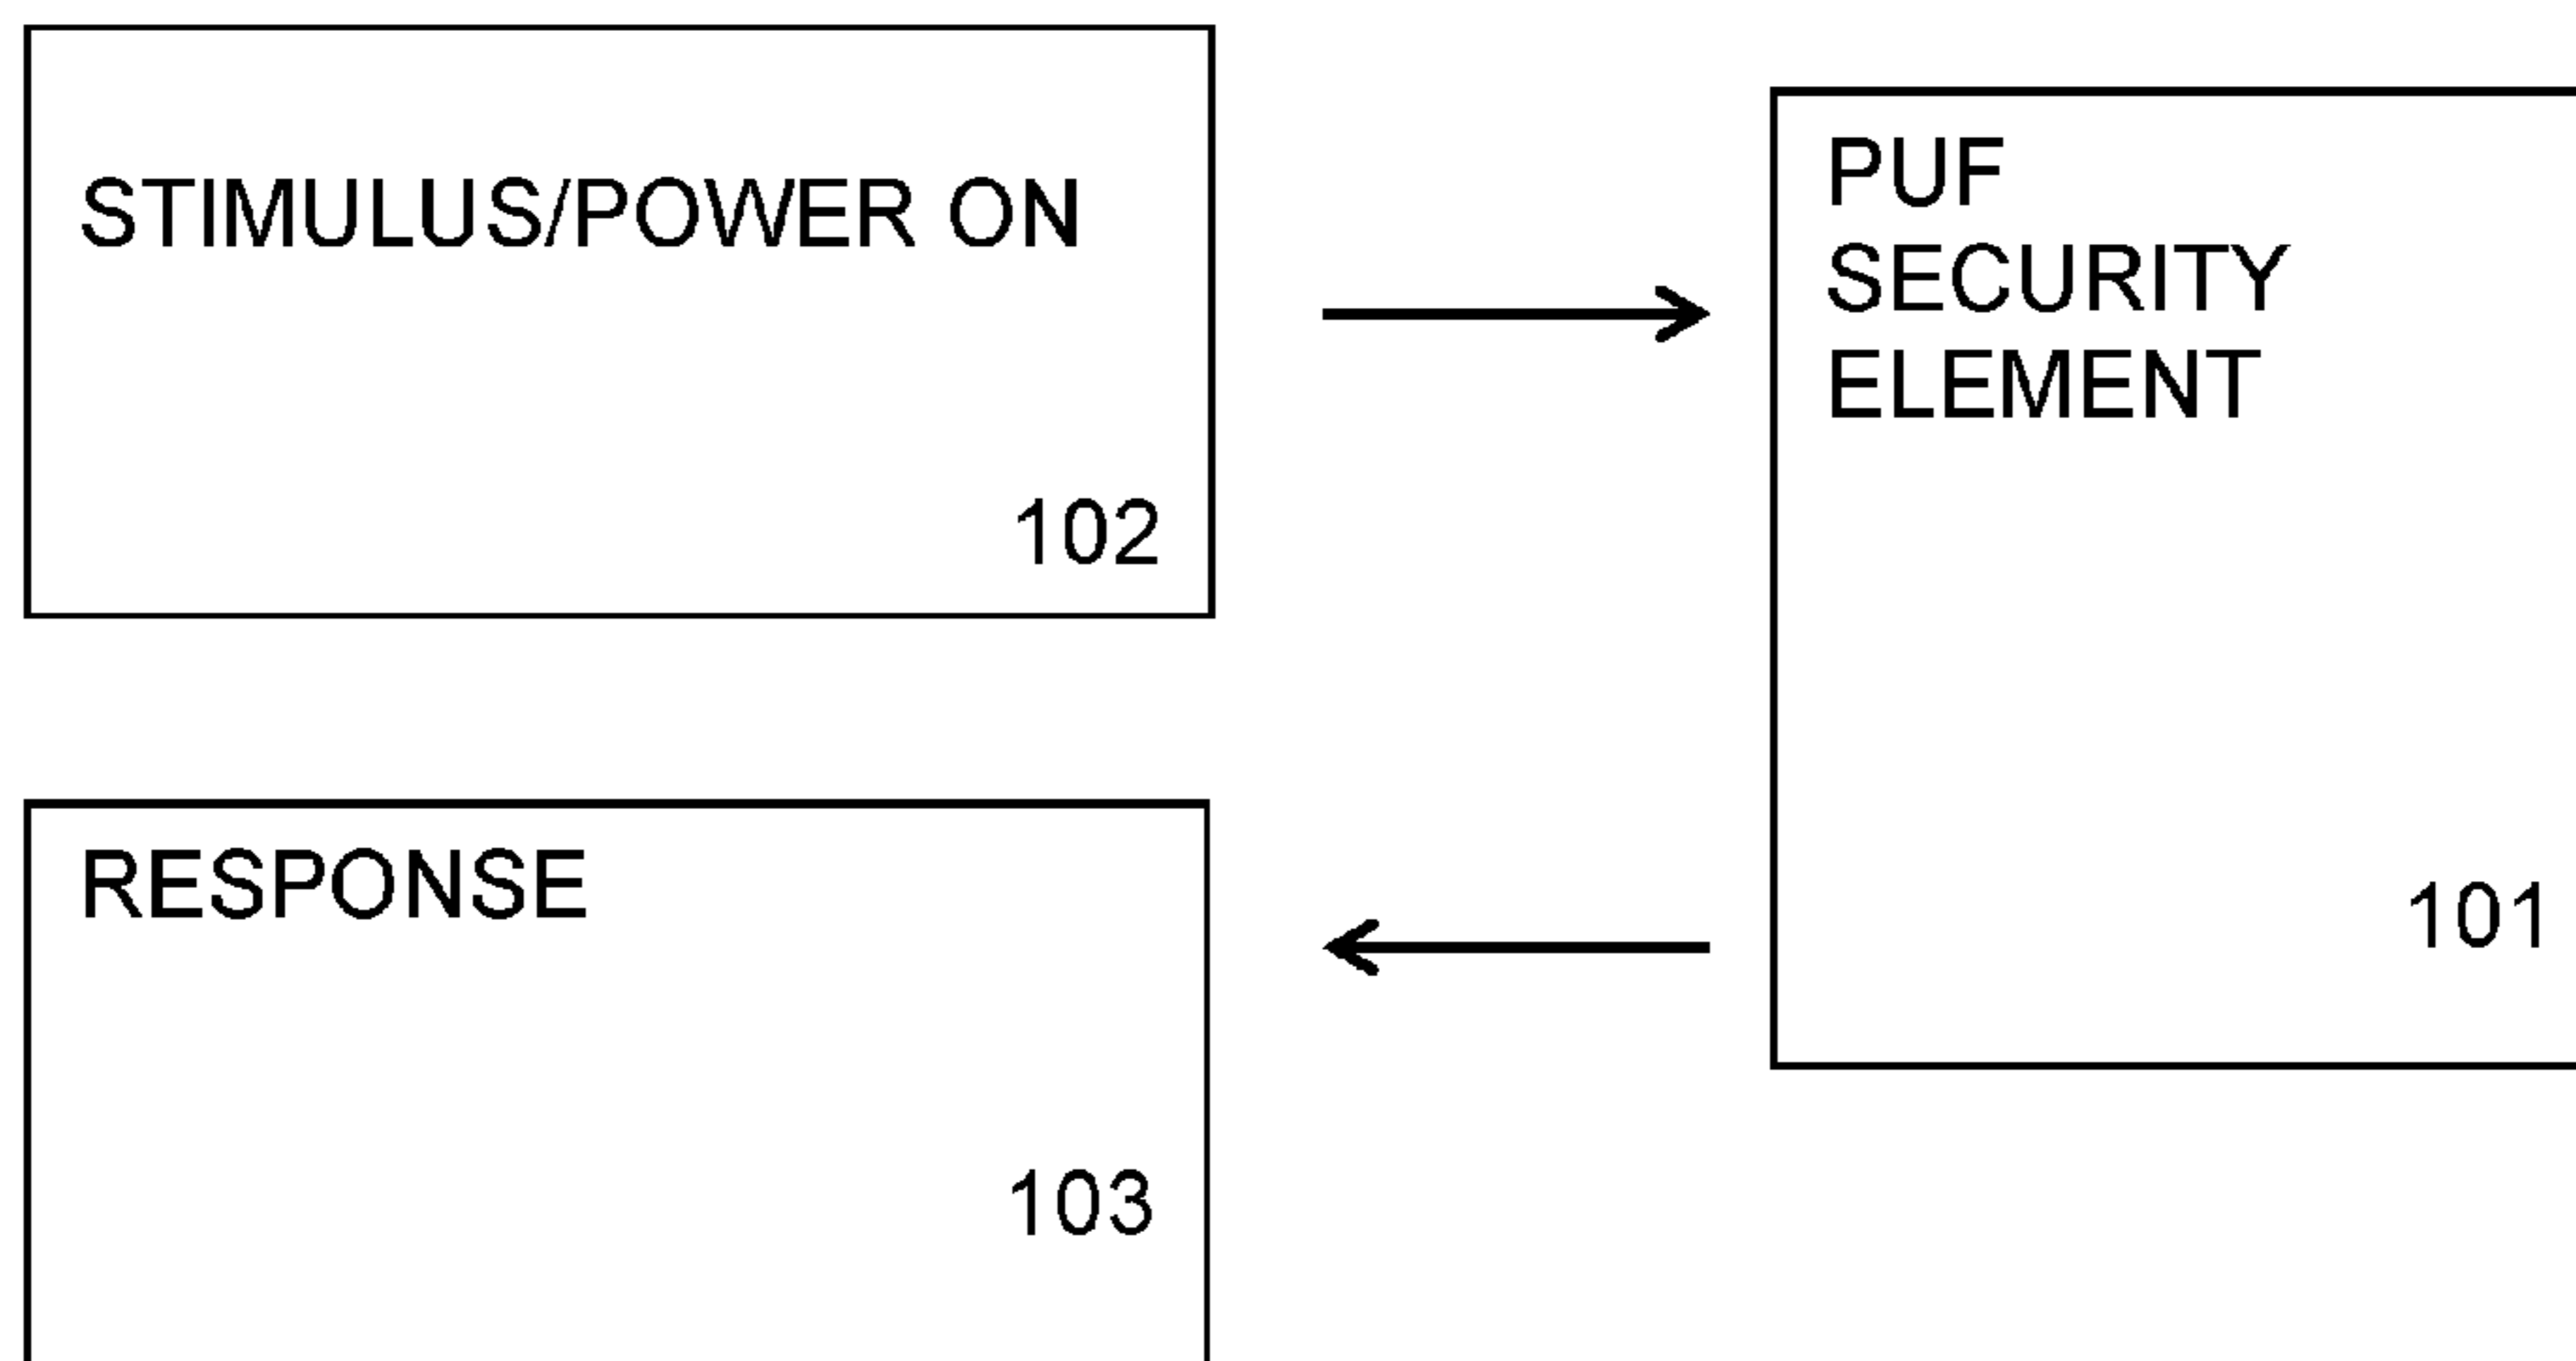 STIMULUS/POWER ON
102
PUF
SECURITY
ELEMENT
101
RESPONSE
103